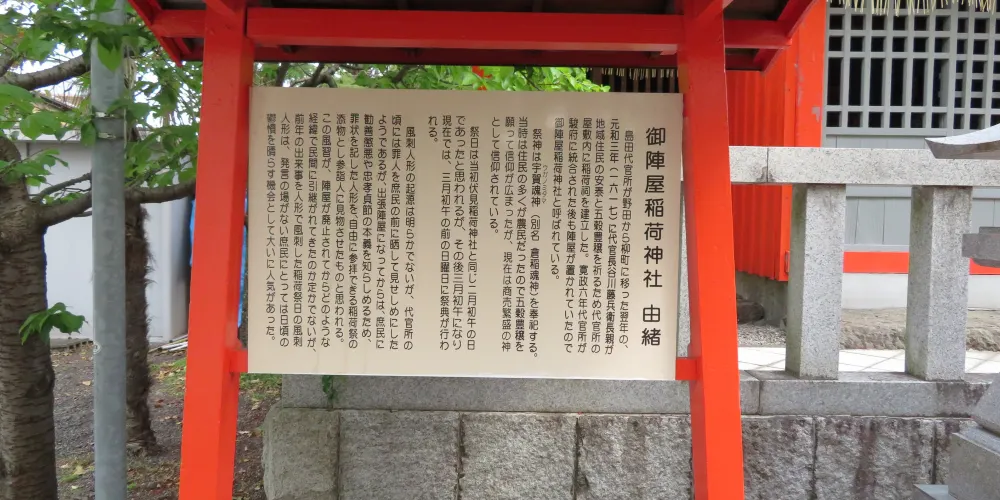 御陣屋稲荷神社 由緒
島田代官所が野田から柳町に移った翌年の、
元和三年(一六一七)に代官長谷川藤兵衛長親が
地域住民の安泰と五穀豊穣を祈るため代官所の
屋敷内に稲荷祠を建立した。寛政六年代官所が
駿府に統合された後も陣屋が置かれていたので
御陣屋稲荷神社と呼ばれている。
祭神は宇賀魂神(別名 倉稲魂神)を奉祀する。
当時は住民の多くが農民だったので五穀豊穣を
願って信仰が広まったが、現在は商売繁盛の神
として信仰されている。
祭日は当初伏見稲荷神社と同じ二月初午の日
であったと思われるが、その後三月初午になり
現在では、三月初午の前の日曜日に祭典が行わ
れる。
風刺人形の起源は明らかでないが、代官所の
頃には罪人を庶民の前に晒して見せしめにした
ようであるが、出張陣屋になってからは、庶民に
勧善懲悪や忠孝貞節の本義を知らしめるため、
罪状を記した人形を、自由に参拝できる稲荷祭の
添物とし参詣人に見物させたものと思われる。
この風習が、陣屋が廃止されてからどのような
経緯で民間に引継がれてきたのか定かでないが、
前年の出来事を人形で風刺した稲荷祭日の風刺
人形は、発言の場がない庶民にとっては日頃の
鬱憤を晴らす機会として大いに人気があった。